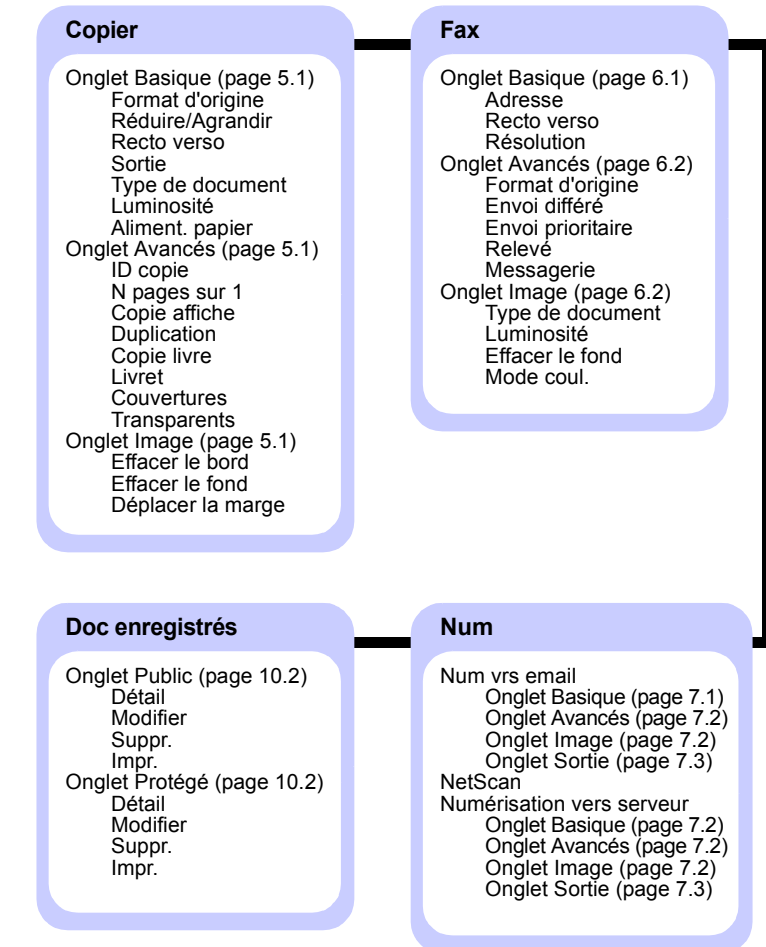 Copier
Onglet Basique (page 5.1)
Format d'origine
Réduire/Agrandir
Recto verso
Sortie
Type de document
Luminosité
Aliment. papier
Onglet Avancés (page 5.1)
ID copie
N pages sur 1
Copie affiche
Duplication
Copie livre
Livret
Couvertures
Transparents
Onglet Image (page 5.1)
Effacer le bord
Effacer le fond
Déplacer la marge
Fax
Onglet Basique (page 6.1)
Adresse
Recto verso
Résolution
Onglet Avancés (page 6.2)
Format d'origine
Envoi différé
Envoi prioritaire
Relevé
Messagerie
Onglet Image (page 6.2)
Type de document
Luminosité
Effacer le fond
Mode coul.
Doc enregistrés
Onglet Public (page 10.2)
Détail
Modifier
Suppr.
Impr.
Onglet Protégé (page 10.2)
Détail
Modifier
Suppr.
Impr.
Num
Num vrs email
Onglet Basique (page 7.1)
Onglet Avancés (page 7.2)
Onglet Image (page 7.2)
Onglet Sortie (page 7.3)
NetScan
Numérisation vers serveur
Onglet Basique (page 7.2)
Onglet Avancés (page 7.2)
Onglet Image (page 7.2)
Onglet Sortie (page 7.3)